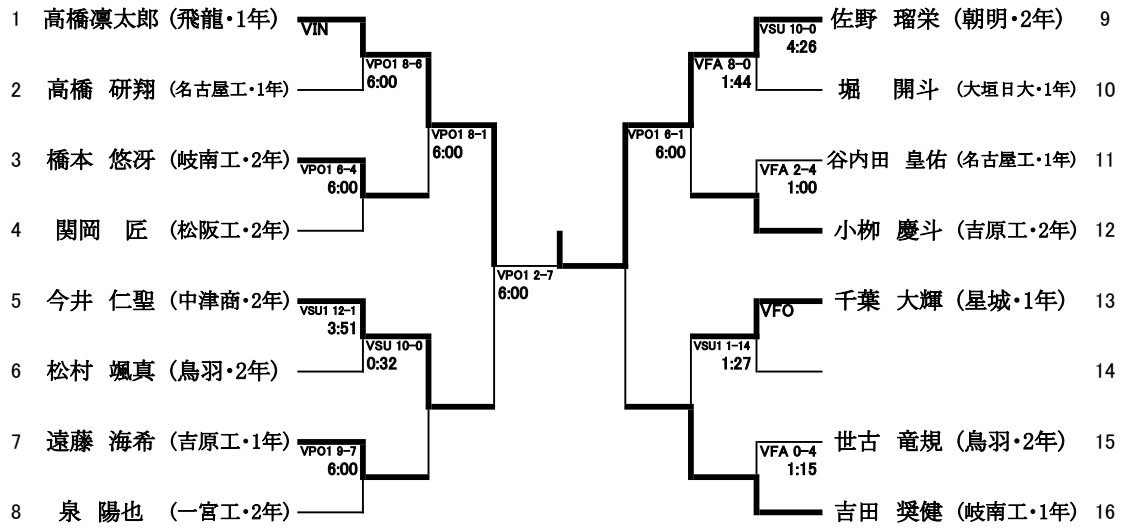 1 高橋凛太郎 (飛龍・1年)
VIN
VPO1 8-6
6:00
2 高橋 研翔 (名古屋工・1年)
VPO1 8-1
6:00
3 橋本 悠冴 (岐南工・2年)
VPO1 6-4
6:00
4 関岡 匠 (松阪工・2年)
VPO1 2-7
6:00
5 今井 仁聖 (中津商・2年)
VSU1 12-1
3:51
VSU 10-0
0:32
6 松村 颯真 (鳥羽・2年)
7 遠藤 海希 (吉原工・1年)
VPO1 9-7
6:00
8 泉 陽也 (一宮工・2年)
佐野 瑠栄 (朝明・2年) 9
VSU 10-0
4:26
VFA 8-0
1:44
堀 開斗 (大垣日大・1年) 10
VPO1 6-1
6:00
谷内田 皇佑 (名古屋工・1年) 11
VFA 2-4
1:00
小栁 慶斗 (吉原工・2年) 12
千葉 大輝 (星城・1年) 13
VFO
VSU1 1-14
1:27
14
世古 竜規 (鳥羽・2年) 15
VFA 0-4
1:15
吉田 奨健 (岐南工・1年) 16